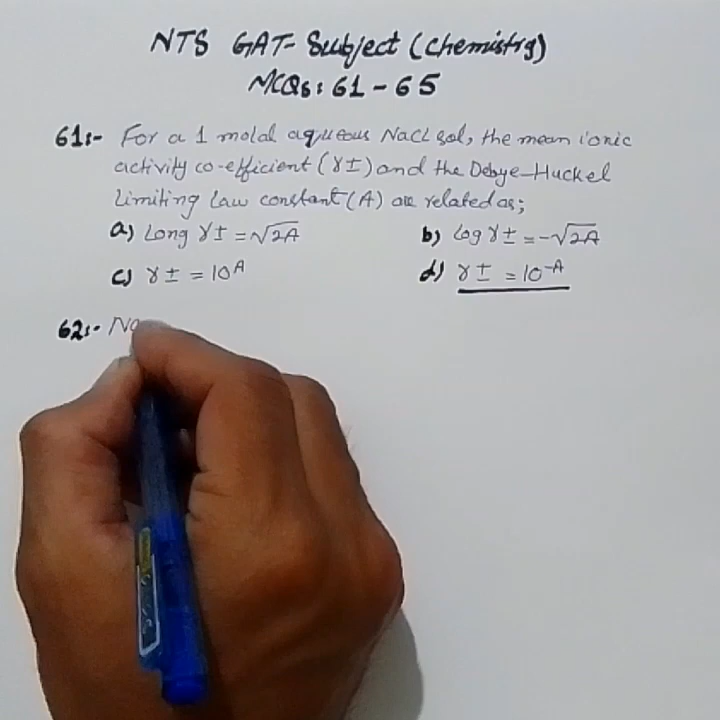 NTS GAT-Subject (Chemistry)
MCQs: 61-65
61:- For a 1 molal aqueous NaCl sol, the mean ionic
activity co-efficient (γ±) and the Debye-Huckel
Limiting Law constant (A) are related as;
a) Long γ± = √2A b) Log γ± = -√2A
c) γ± = 10^A d) γ± = 10^-A
62:- No